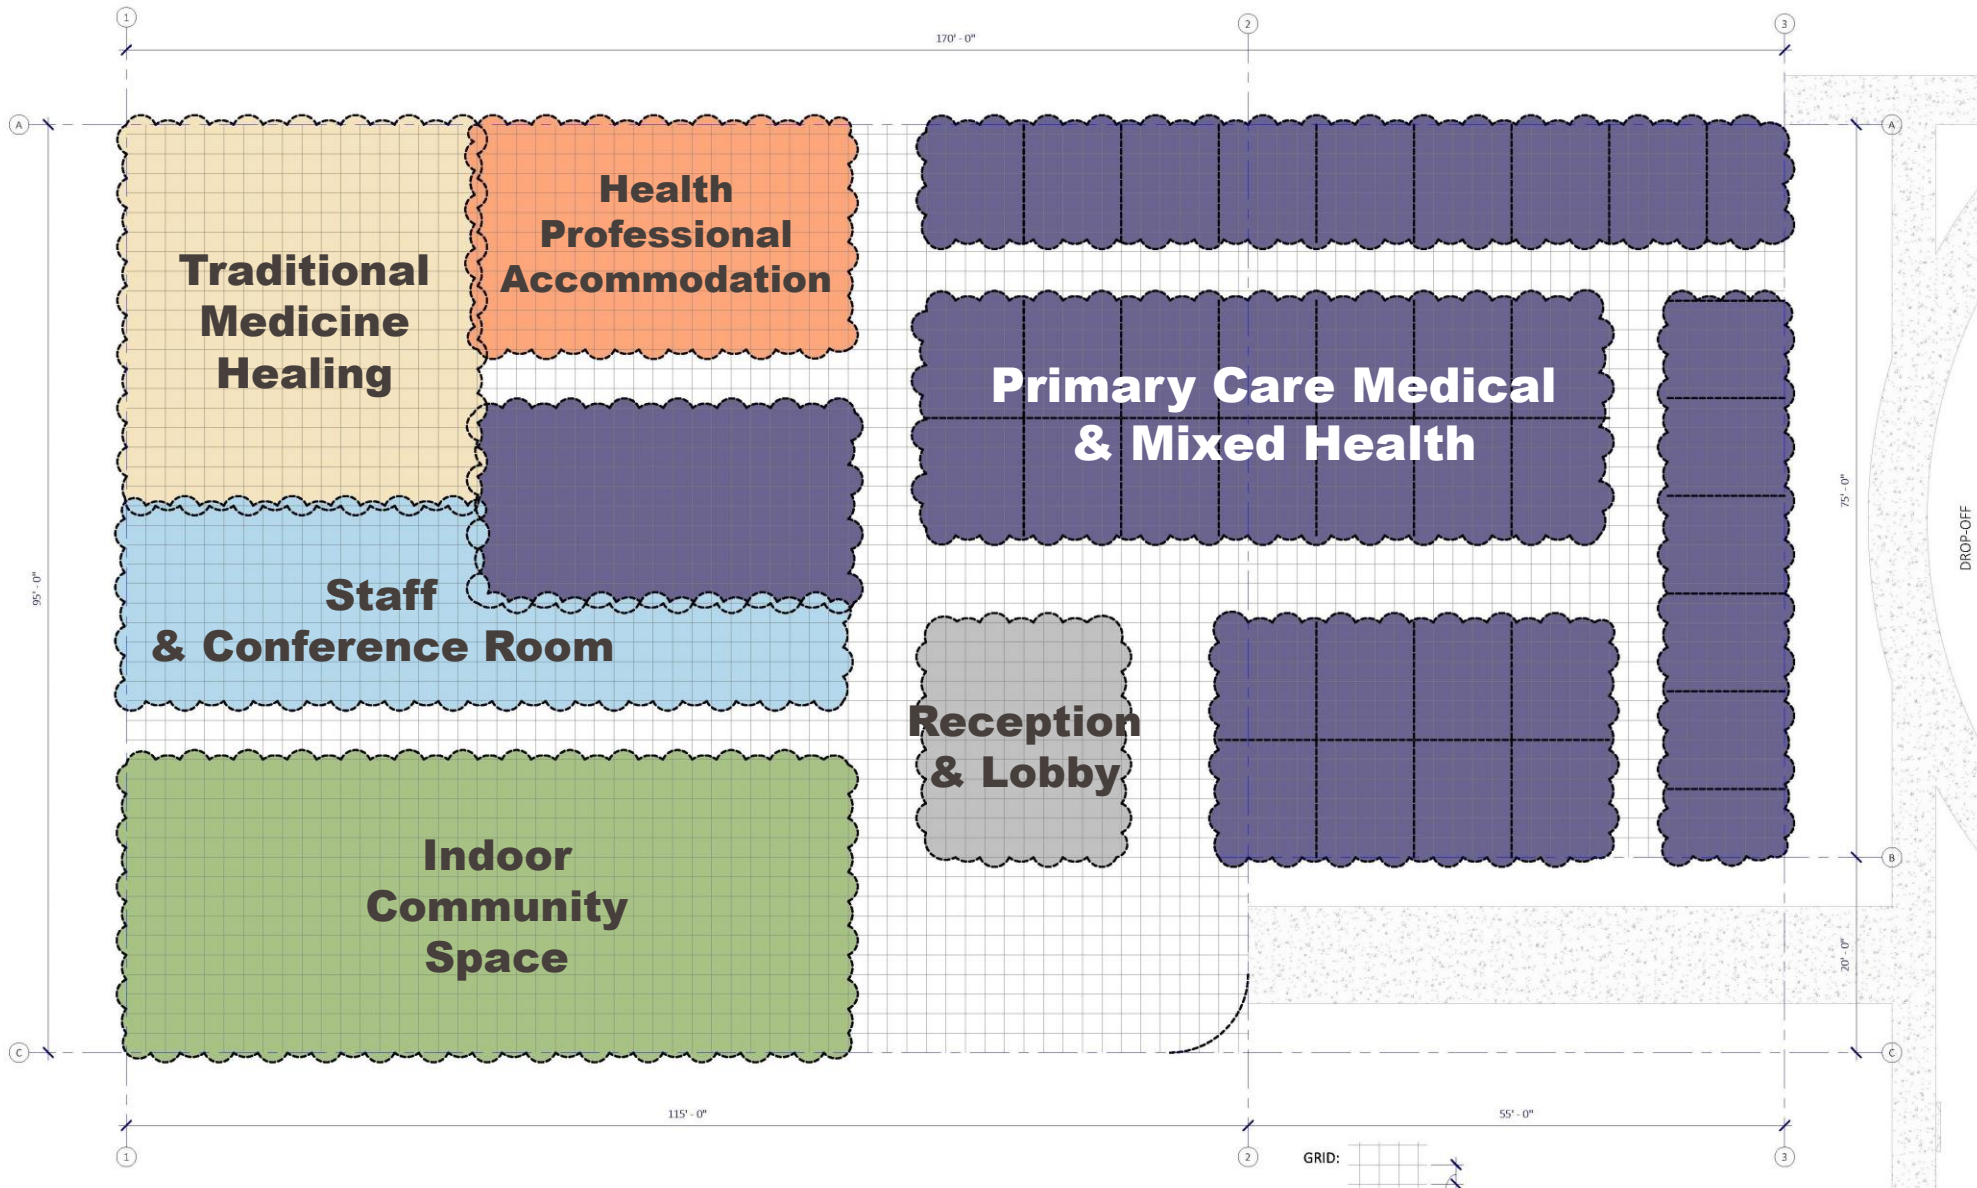 1
2
3
170' - 0"
A
A
Health
Professional
Accommodation
Traditional
Medicine
Healing
Primary Care Medical
& Mixed Health
75' - 0"
DROP-OFF
95' - 0"
Staff
& Conference Room
Reception
& Lobby
Indoor
Community
Space
B
20' - 0"
C
C
115' - 0"
55' - 0"
1
2
3
GRID: